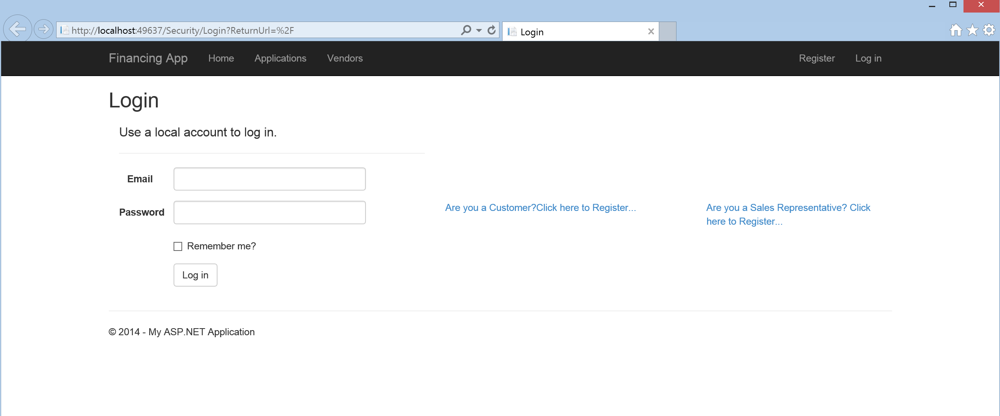 http://localhost:49637/Security/Login?ReturnUrl=%2F
Login
Financing App Home Applications Vendors Register Log in
Login
Use a local account to log in.
Email
Password
Are you a Customer?Click here to Register...
Are you a Sales Representative? Click
here to Register...
Remember me?
Log in
© 2014 - My ASP.NET Application